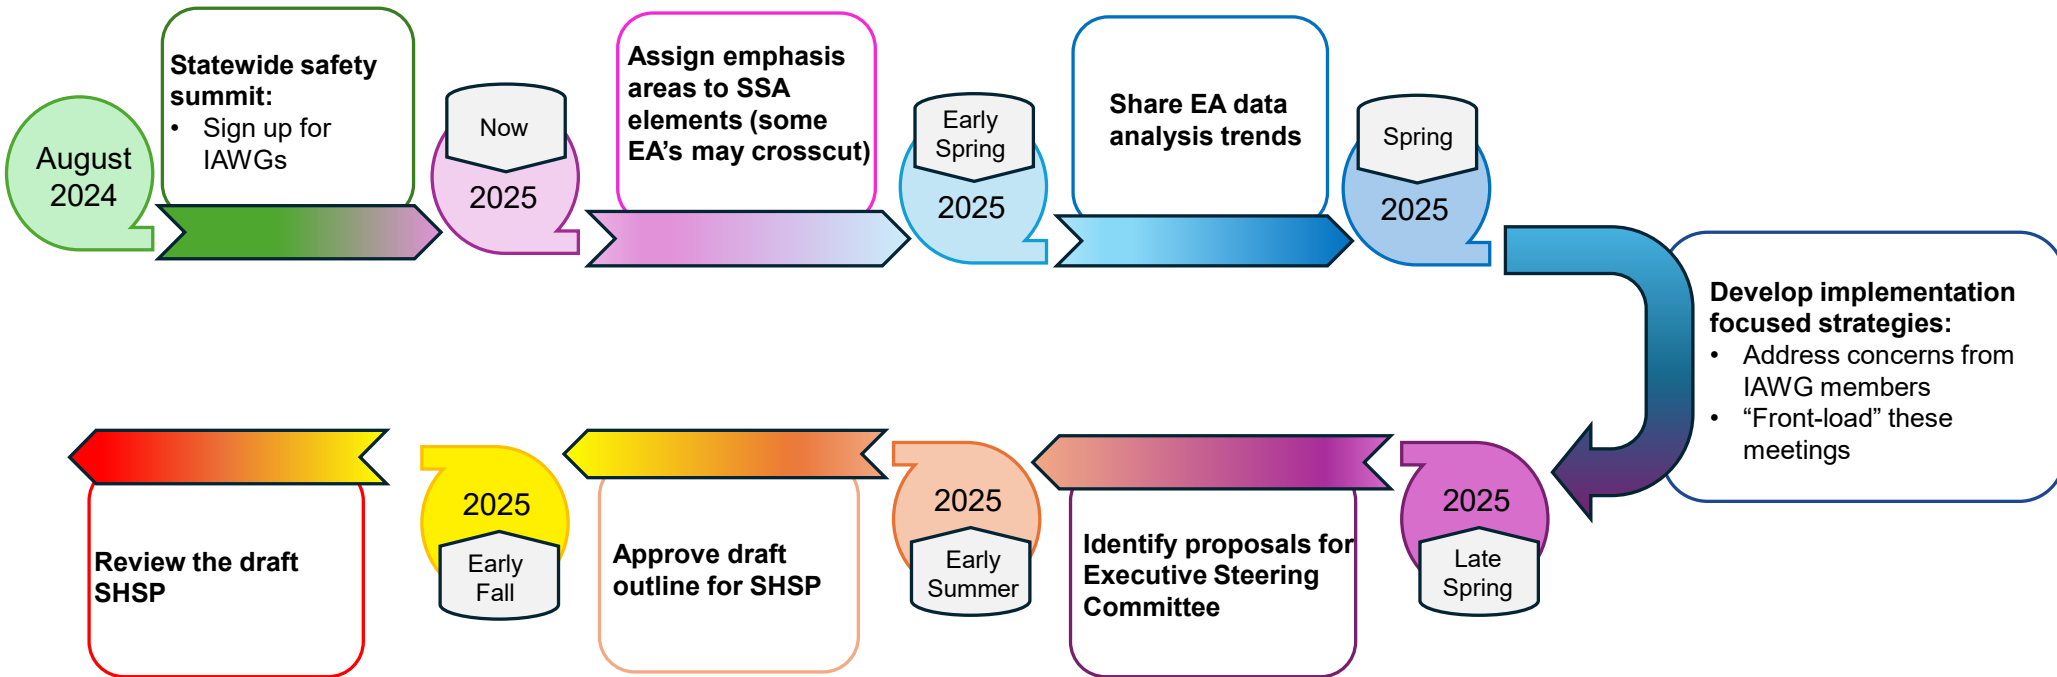 August
2024
Statewide safety
summit:
• Sign up for
IAWGs
Now
2025
Assign emphasis
areas to SSA
elements (some
EA’s may crosscut)
Early
Spring
2025
Share EA data
analysis trends
Spring
2025
Develop implementation
focused strategies:
• Address concerns from
IAWG members
• “Front-load” these
meetings
2025
Late
Spring
Identify proposals for
Executive Steering
Committee
2025
Early
Summer
Approve draft
outline for SHSP
2025
Early
Fall
Review the draft
SHSP